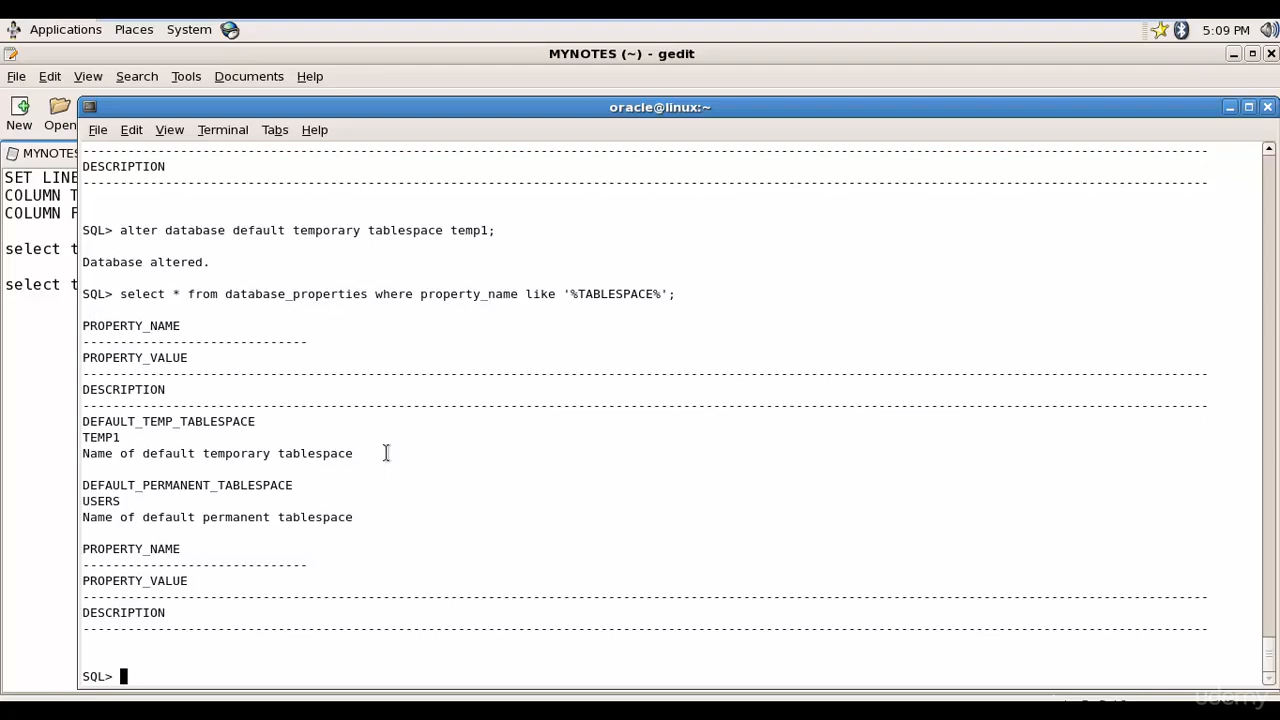 Applications Places System 5:09 PM
MYNOTES (~) - gedit
File Edit View Search Tools Documents Help
oracle@linux:~
New Open
File Edit View Terminal Tabs Help
MYNOTES
SET LINE
COLUMN T
COLUMN F
select t
select t
--------------------------------------------------------------------------------
DESCRIPTION
--------------------------------------------------------------------------------
SQL> alter database default temporary tablespace temp1;
Database altered.
SQL> select * from database_properties where property_name like '%TABLESPACE%';
PROPERTY_NAME
------------------------------
PROPERTY_VALUE
--------------------------------------------------------------------------------
DESCRIPTION
--------------------------------------------------------------------------------
DEFAULT_TEMP_TABLESPACE
TEMP1
Name of default temporary tablespace
DEFAULT_PERMANENT_TABLESPACE
USERS
Name of default permanent tablespace
PROPERTY_NAME
------------------------------
PROPERTY_VALUE
--------------------------------------------------------------------------------
DESCRIPTION
--------------------------------------------------------------------------------
SQL>
udemy